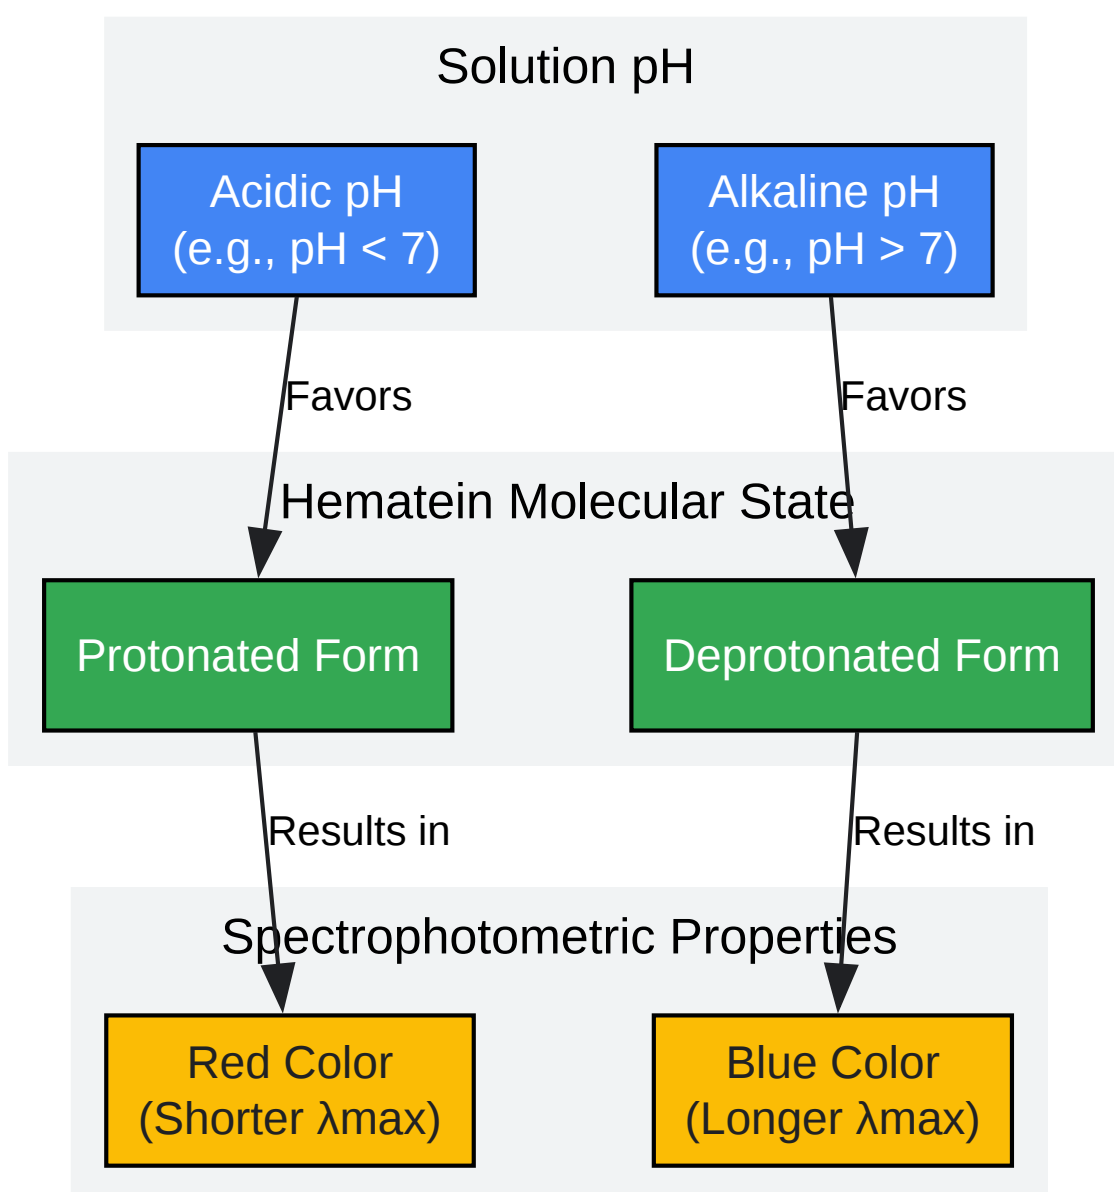 Solution pH
Acidic pH
(e.g., pH < 7)
Alkaline pH
(e.g., pH > 7)
Favors
Favors
Hematein Molecular State
Protonated Form
Deprotonated Form
Results in
Results in
Spectrophotometric Properties
Red Color
(Shorter λmax)
Blue Color
(Longer λmax)